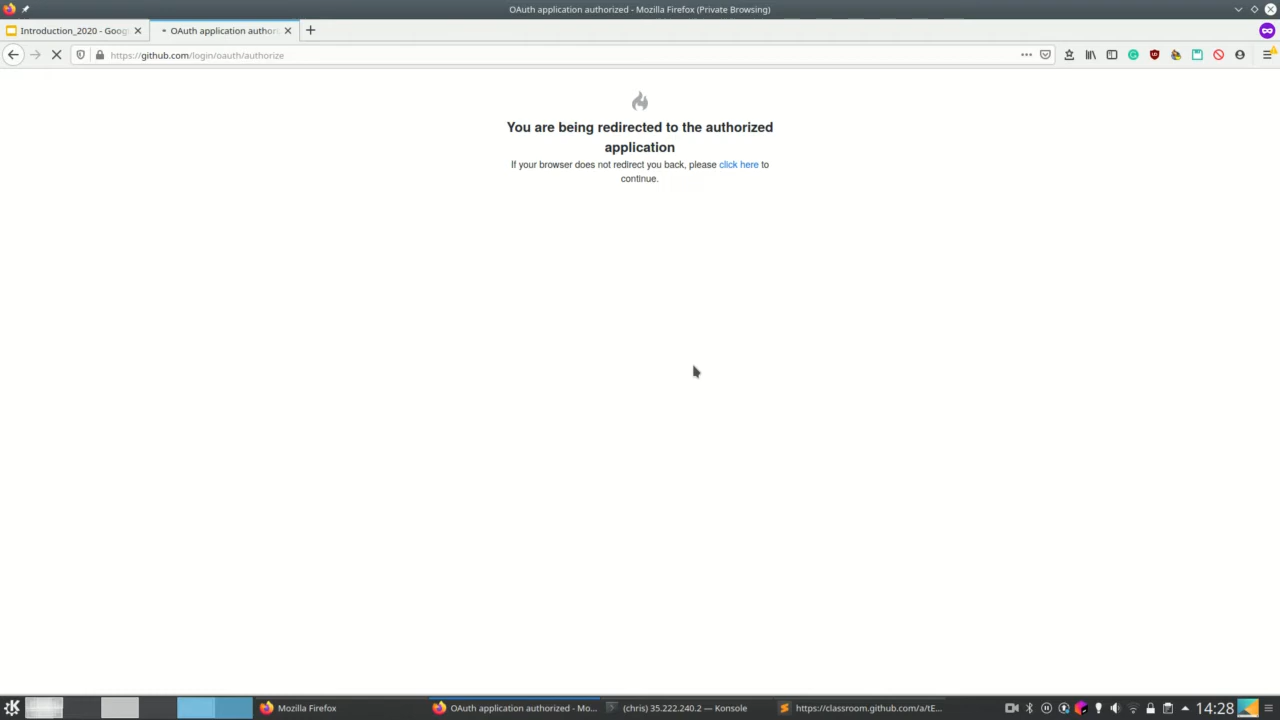 OAuth application authorized - Mozilla Firefox (Private Browsing)
Introduction_2020 - Goog
OAuth application authori
https://github.com/login/oauth/authorize
You are being redirected to the authorized
application
If your browser does not redirect you back, please click here to
continue.
Mozilla Firefox
OAuth application authorized - Mo...
(chris) 35.222.240.2 — Konsole
https://classroom.github.com/a/tE...
14:28